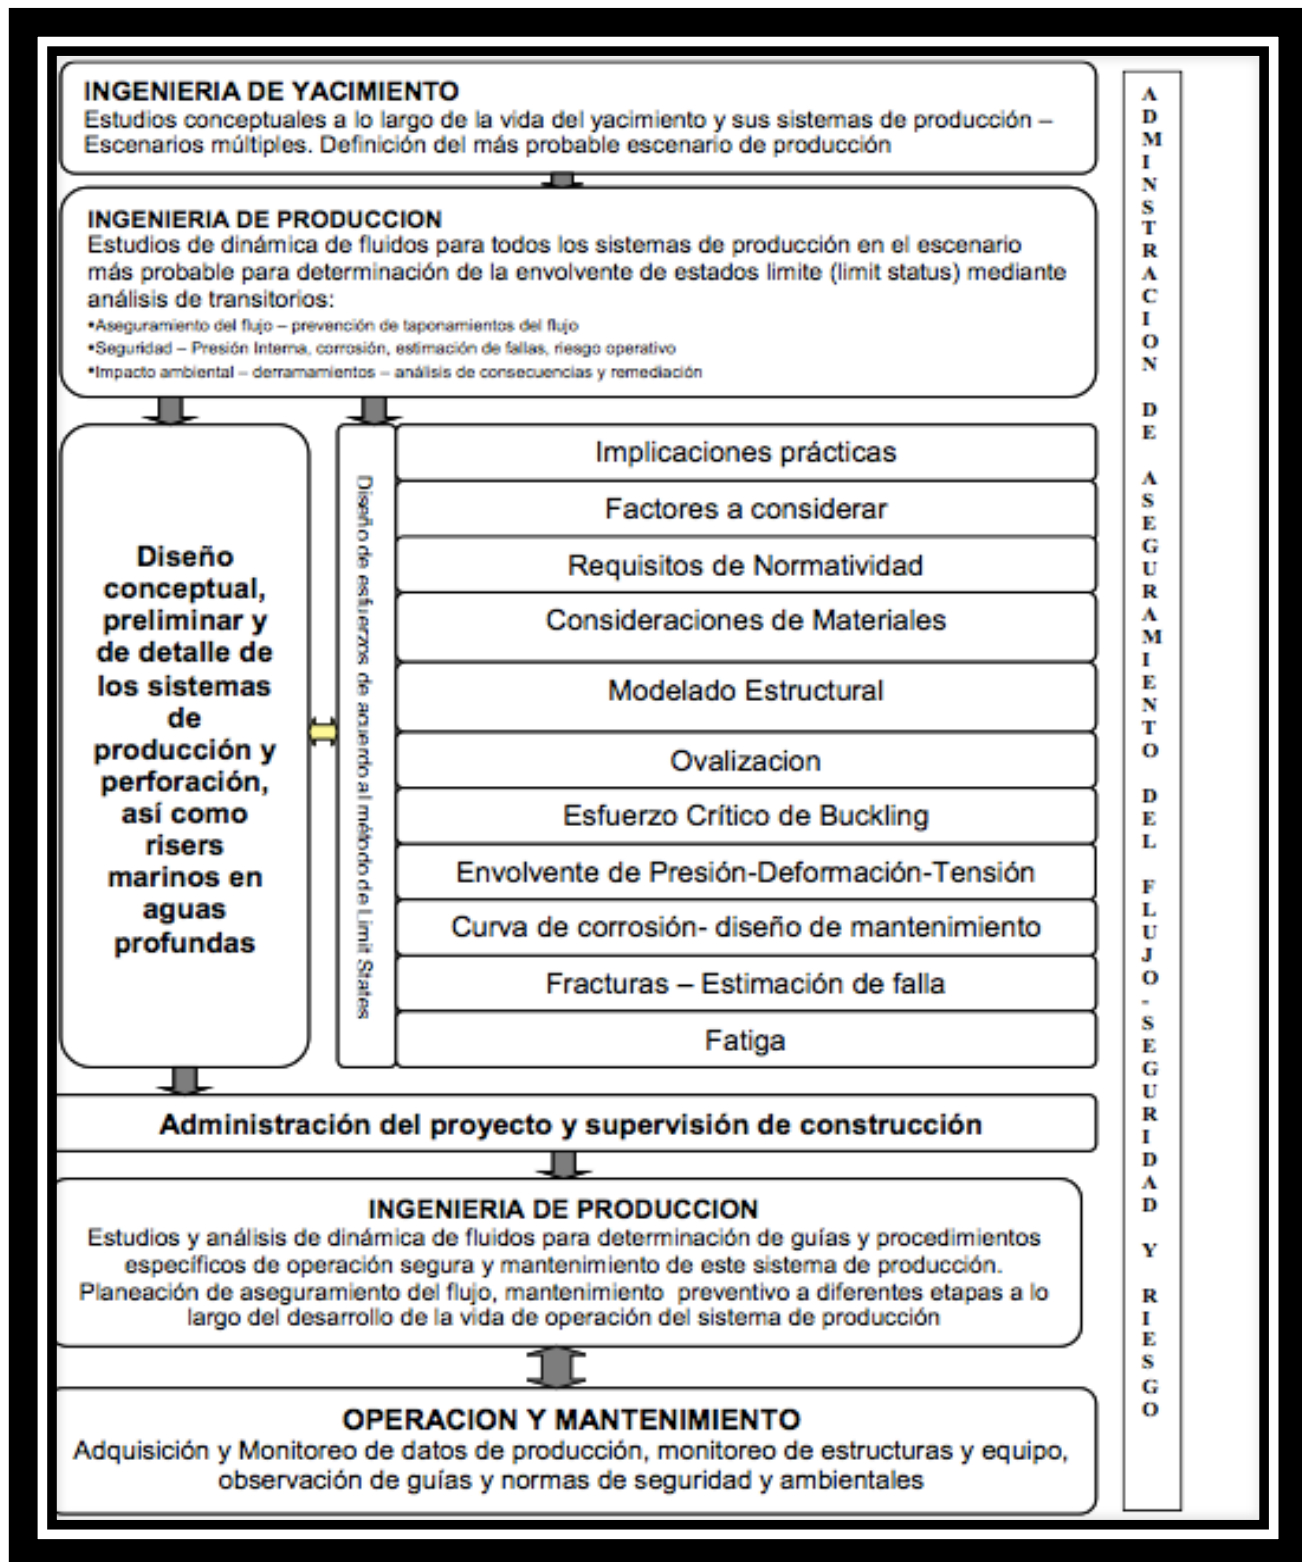 INGENIERIA DE YACIMIENTO
Estudios conceptuales a lo largo de la vida del yacimiento y sus sistemas de producción –
Escenarios múltiples. Definición del más probable escenario de producción
INGENIERIA DE PRODUCCION
Estudios de dinámica de fluidos para todos los sistemas de producción en el escenario
más probable para determinación de la envolvente de estados limite (limit status) mediante
análisis de transitorios:
•Aseguramiento del flujo – prevención de taponamientos del flujo
•Seguridad – Presión Interna, corrosión, estimación de fallas, riesgo operativo
•Impacto ambiental – derramamientos – análisis de consecuencias y remediación
Diseño
conceptual,
preliminar y
de detalle de
los sistemas
de
producción y
perforación,
así como
risers
marinos en
aguas
profundas
Diseño de esfuerzos de acuerdo al método de Limit States
Implicaciones prácticas
Factores a considerar
Requisitos de Normatividad
Consideraciones de Materiales
Modelado Estructural
Ovalizacion
Esfuerzo Crítico de Buckling
Envolvente de Presión-Deformación-Tensión
Curva de corrosión- diseño de mantenimiento
Fracturas – Estimación de falla
Fatiga
Administración del proyecto y supervisión de construcción
INGENIERIA DE PRODUCCION
Estudios y análisis de dinámica de fluidos para determinación de guías y procedimientos
específicos de operación segura y mantenimiento de este sistema de producción.
Planeación de aseguramiento del flujo, mantenimiento preventivo a diferentes etapas a lo
largo del desarrollo de la vida de operación del sistema de producción
OPERACION Y MANTENIMIENTO
Adquisición y Monitoreo de datos de producción, monitoreo de estructuras y equipo,
observación de guías y normas de seguridad y ambientales
ADMINSTRACION DE ASEGURAMIENTO DEL FLUJO-SEGURIDAD Y RIESGO